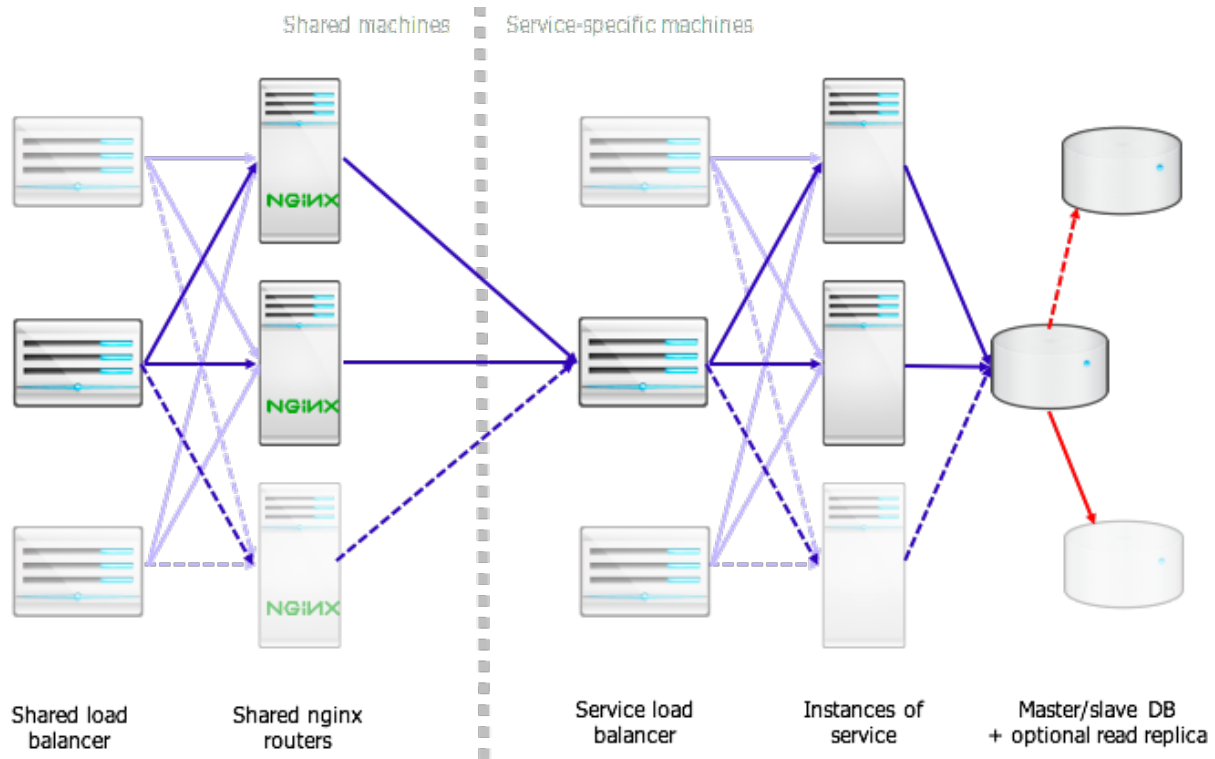 Shared machines
Service-specific machines
NGiNX
NGiNX
NGiNX
Shared load
balancer
Shared nginx
routers
Service load
balancer
Instances of
service
Master/slave DB
+ optional read replica